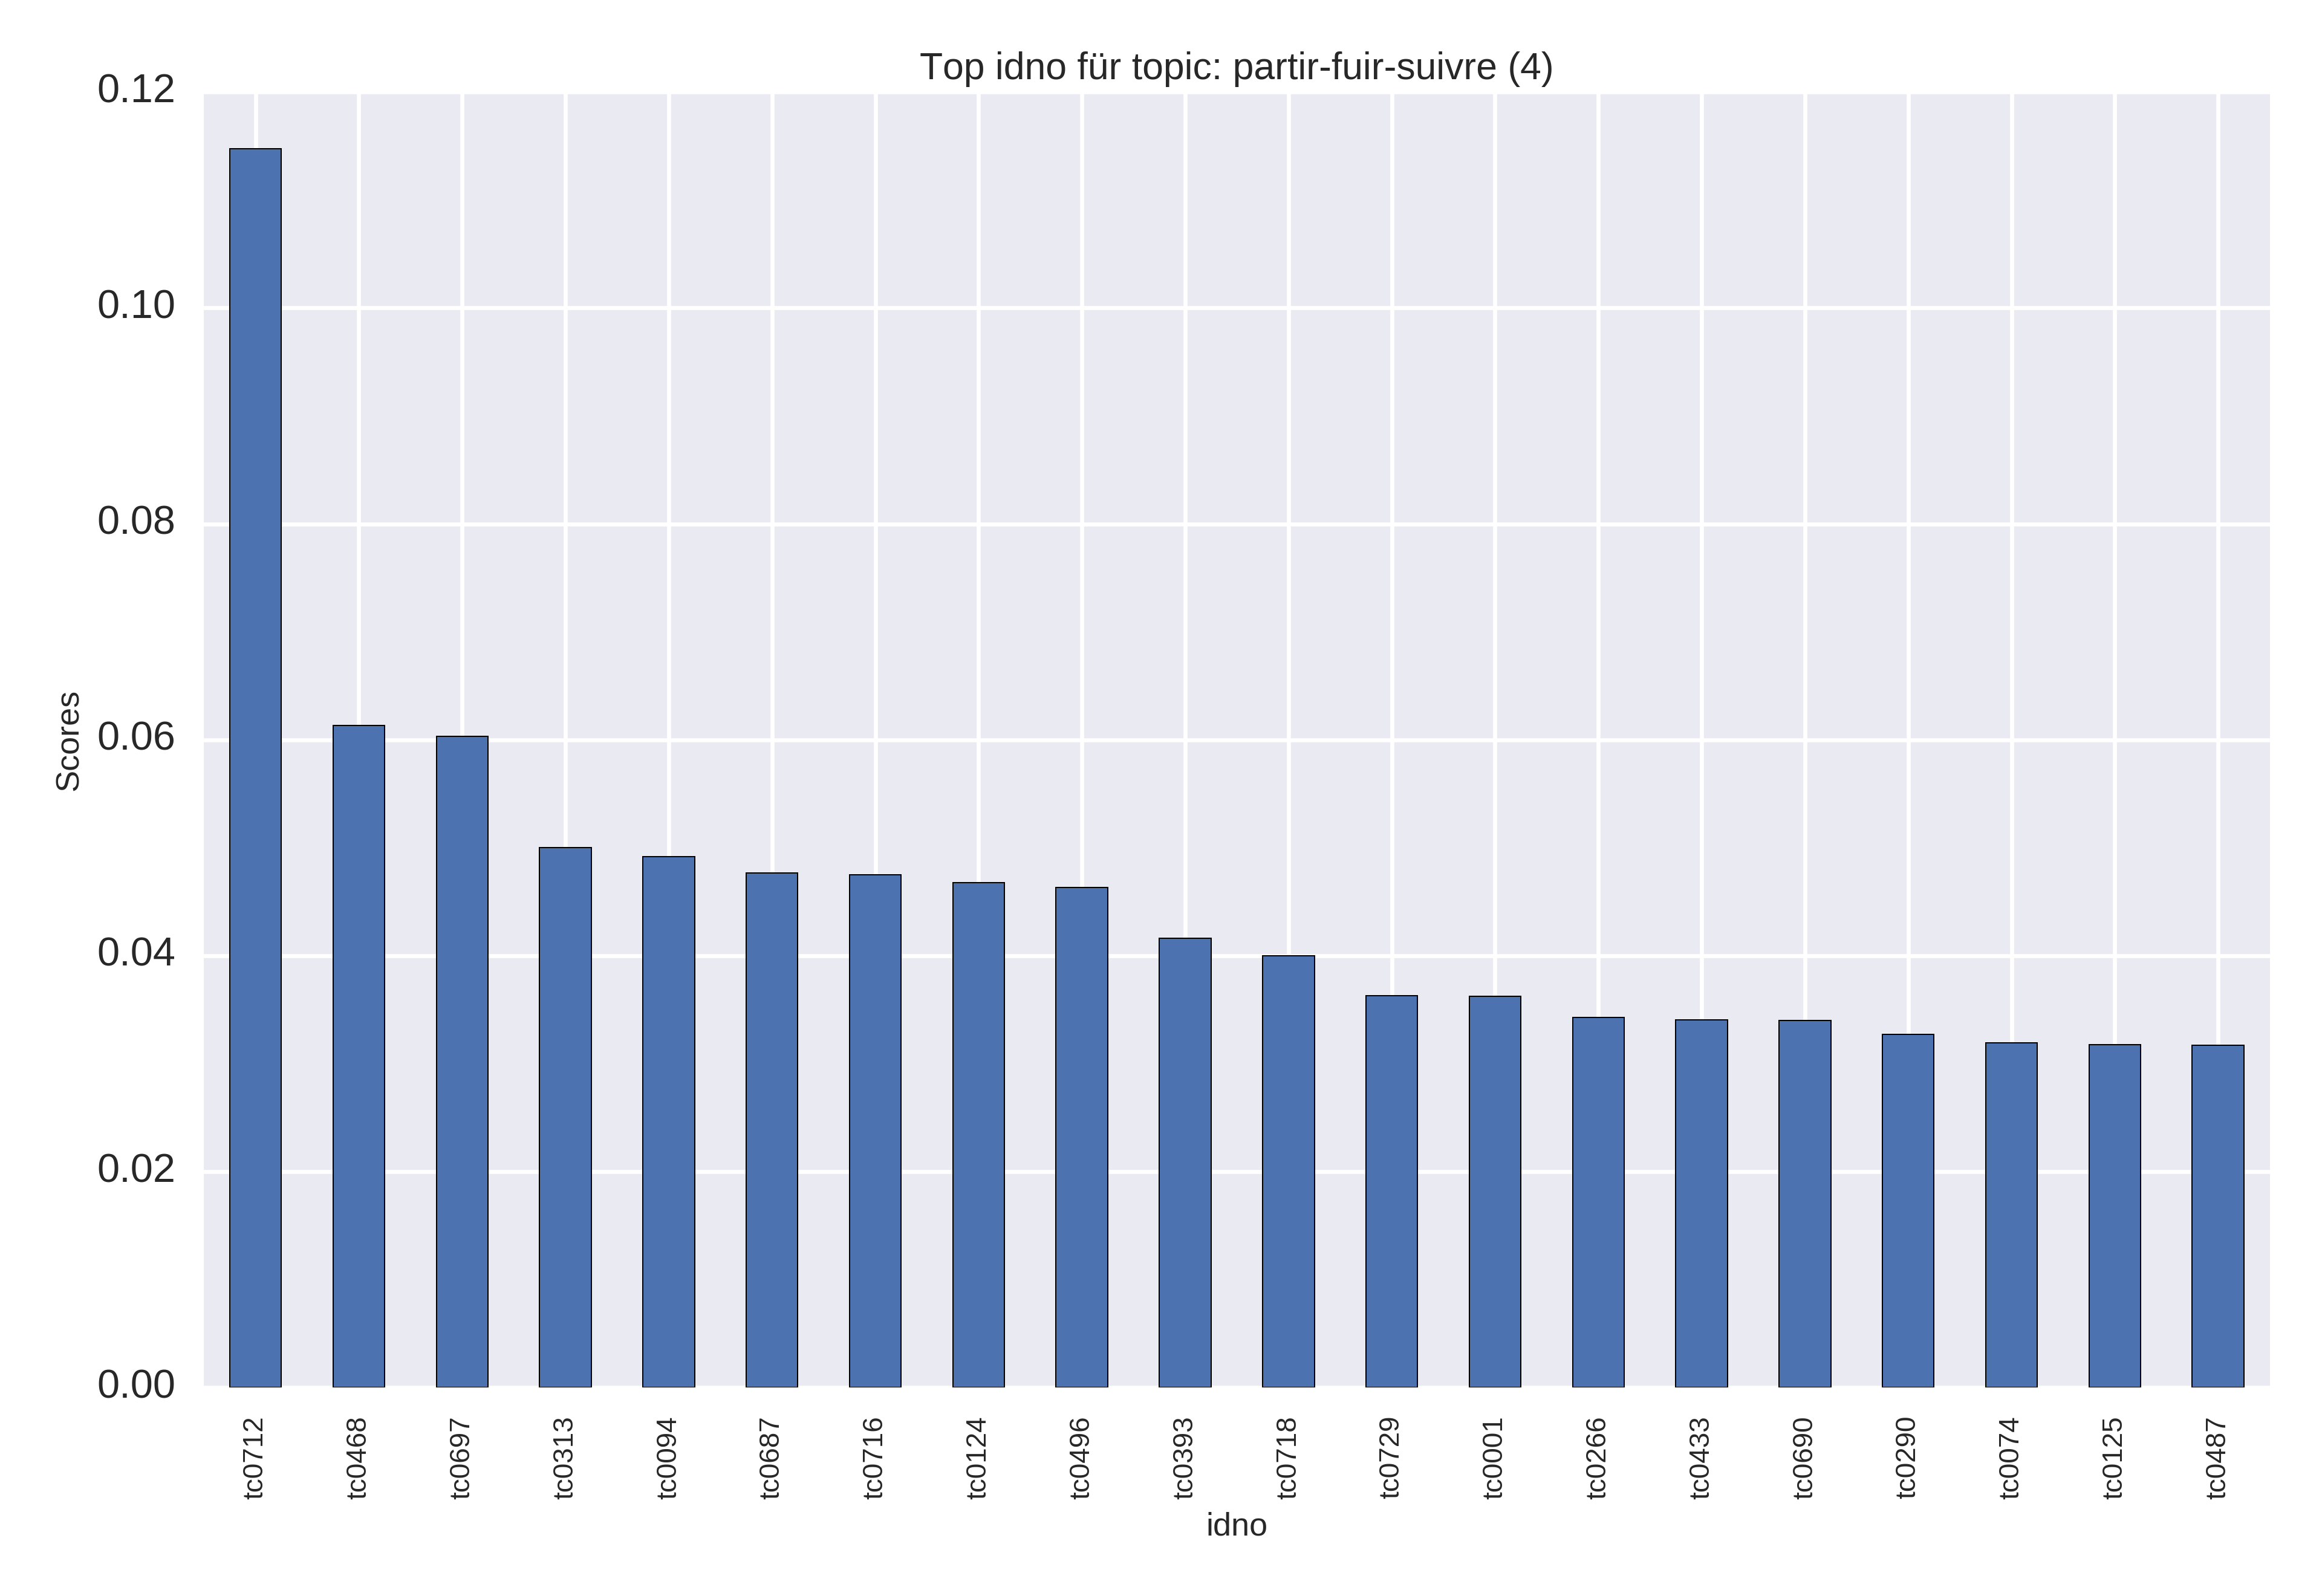 Top idno für topic: partir-fuir-suivre (4)
0.12
0.10
0.08
0.06
0.04
0.02
0.00
Scores
tc0712
tc0468
tc0697
tc0313
tc0094
tc0687
tc0716
tc0124
tc0496
tc0393
tc0718
tc0729
tc0001
tc0266
tc0433
tc0690
tc0290
tc0074
tc0125
tc0487
idno